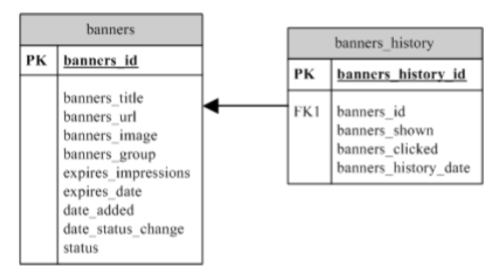 banners
PK banners_id
banners_title
banners_url
banners_image
banners_group
expires_impressions
expires_date
date_added
date_status_change
status
banners_history
PK banners_history_id
FK1 banners_id
banners_shown
banners_clicked
banners_history_date